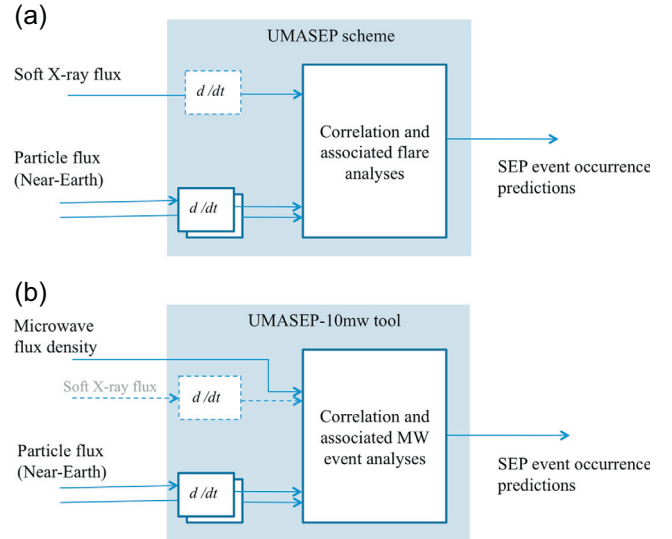 (a)
UMASEP scheme
Soft X-ray flux
d /dt
Correlation and
associated flare
analyses
Particle flux
(Near-Earth)
d /dt
SEP event occurrence
predictions
(b)
UMASEP-10mw tool
Microwave
flux density
Soft X-ray flux
d /dt
Correlation and
associated MW
event analyses
Particle flux
(Near-Earth)
d /dt
SEP event occurrence
predictions